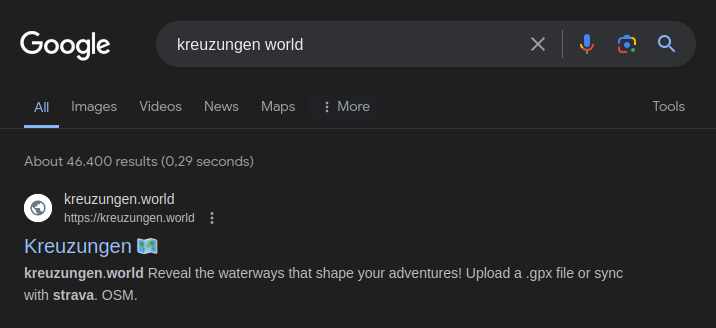 Google
kreuzungen world
All Images Videos News Maps More Tools
About 46.400 results (0,29 seconds)
kreuzungen.world
https://kreuzungen.world
Kreuzungen 🗺️
kreuzungen.world Reveal the waterways that shape your adventures! Upload a .gpx file or sync
with strava. OSM.